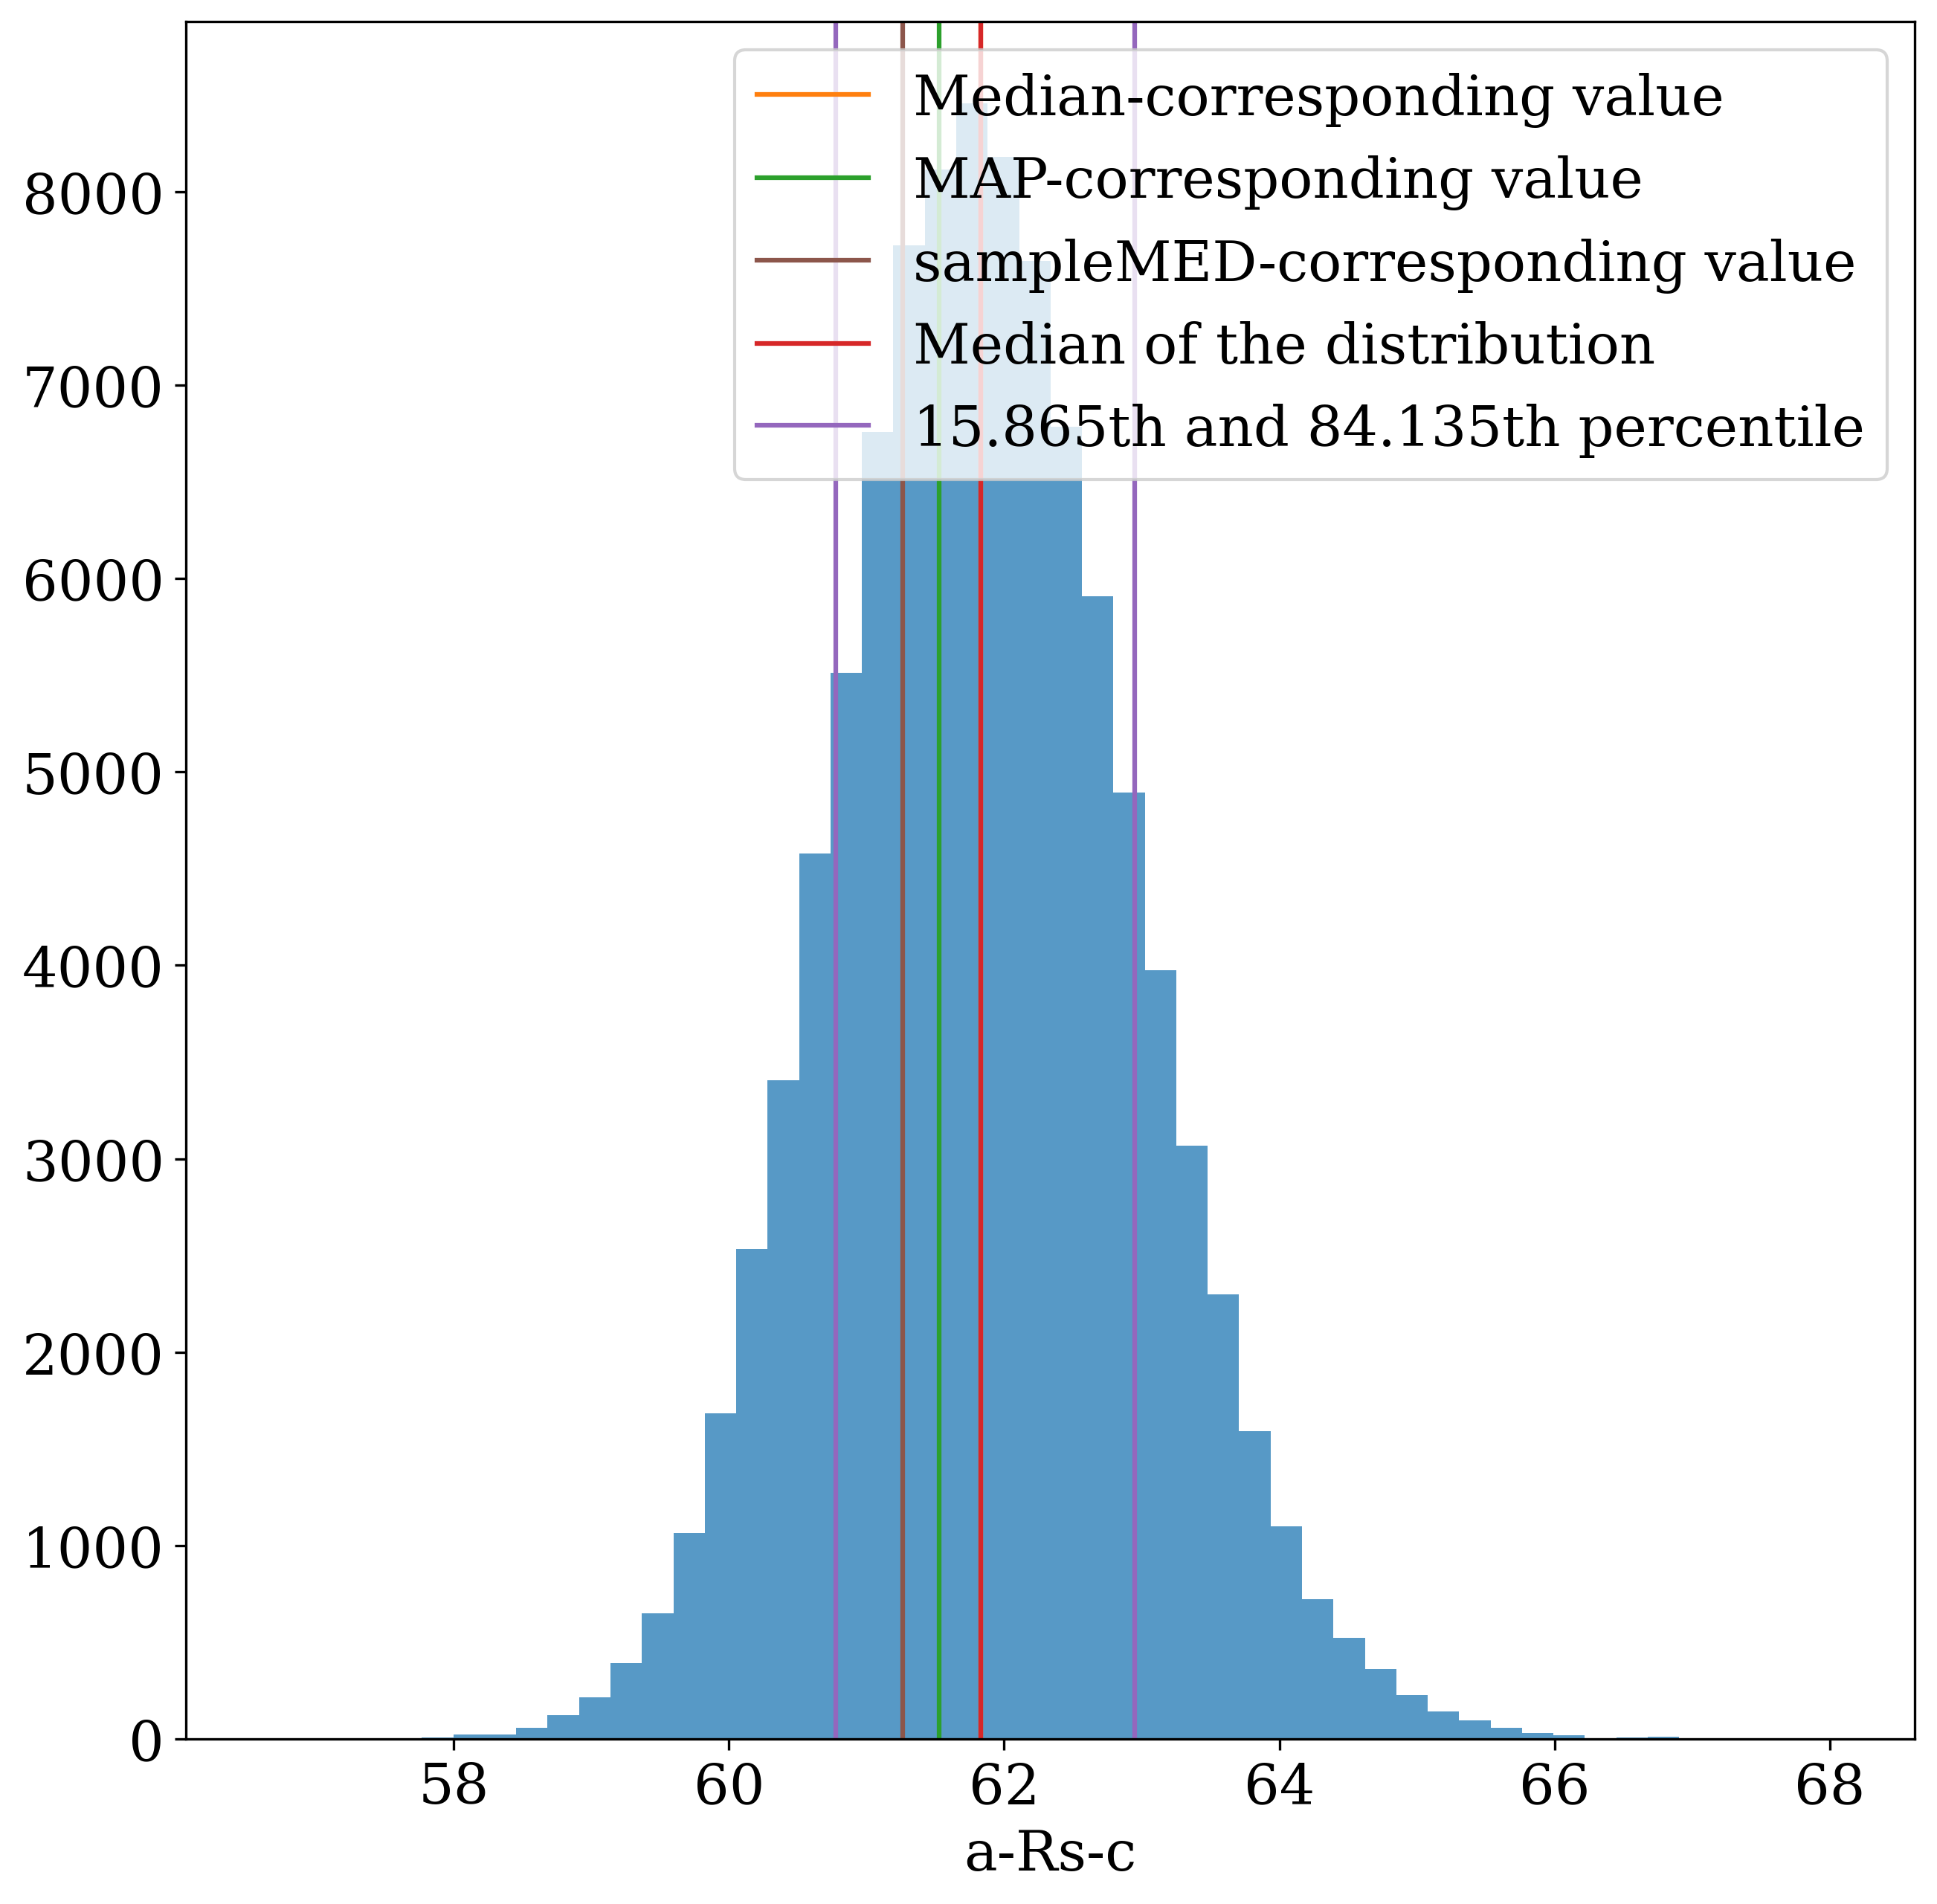 Median-corresponding value
MAP-corresponding value
sampleMED-corresponding value
Median of the distribution
15.865th and 84.135th percentile
8000
7000
6000
5000
4000
3000
2000
1000
0
58 60 62 64 66 68
a-Rs-c